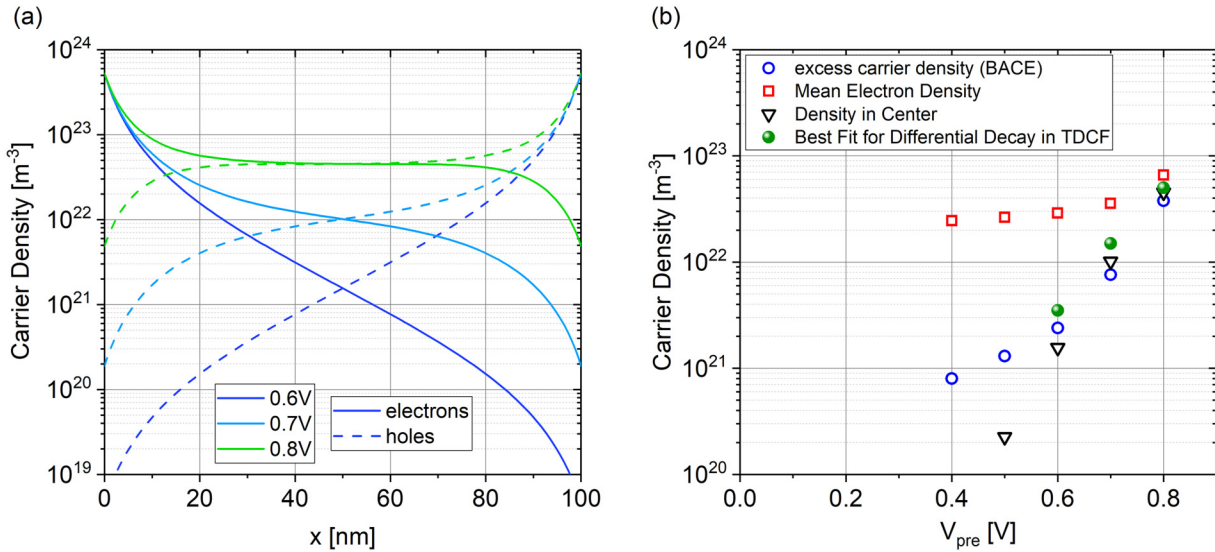 (a)
10^24
10^23
10^22
10^21
10^20
10^19
Carrier Density [m^-3]
0.6V
0.7V
0.8V
electrons
holes
0 20 40 60 80 100
x [nm]
(b)
10^24
10^23
10^22
10^21
10^20
Carrier Density [m^-3]
excess carrier density (BACE)
Mean Electron Density
Density in Center
Best Fit for Differential Decay in TDCF
0.0 0.2 0.4 0.6 0.8
V_pre [V]